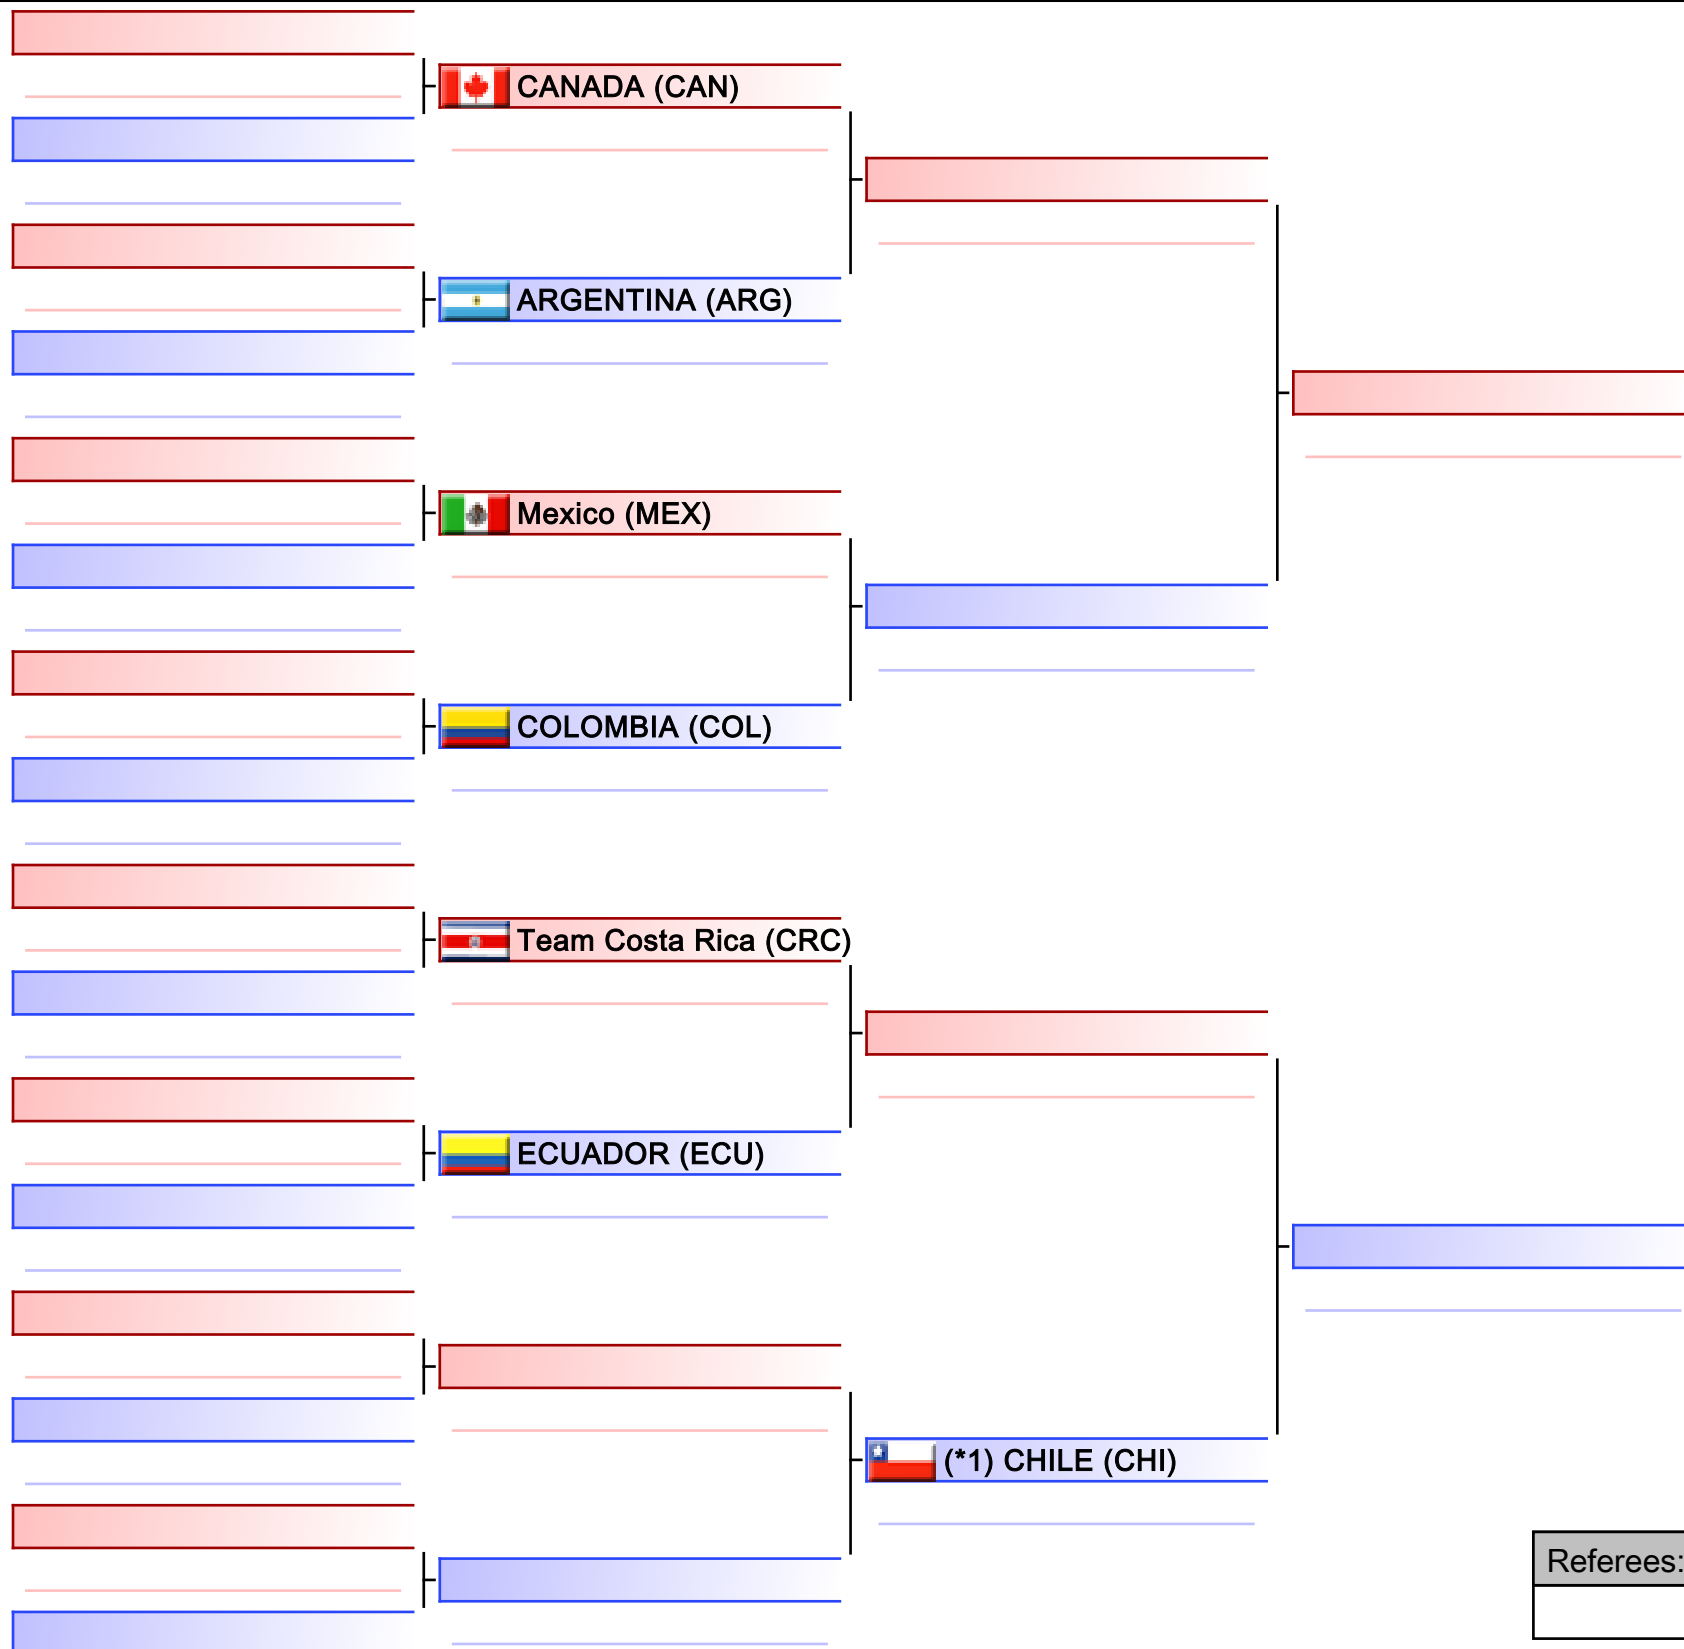 CANADA (CAN)
ARGENTINA (ARG)
Mexico (MEX)
COLOMBIA (COL)
Team Costa Rica (CRC)
ECUADOR (ECU)
(*1) CHILE (CHI)
Referees: